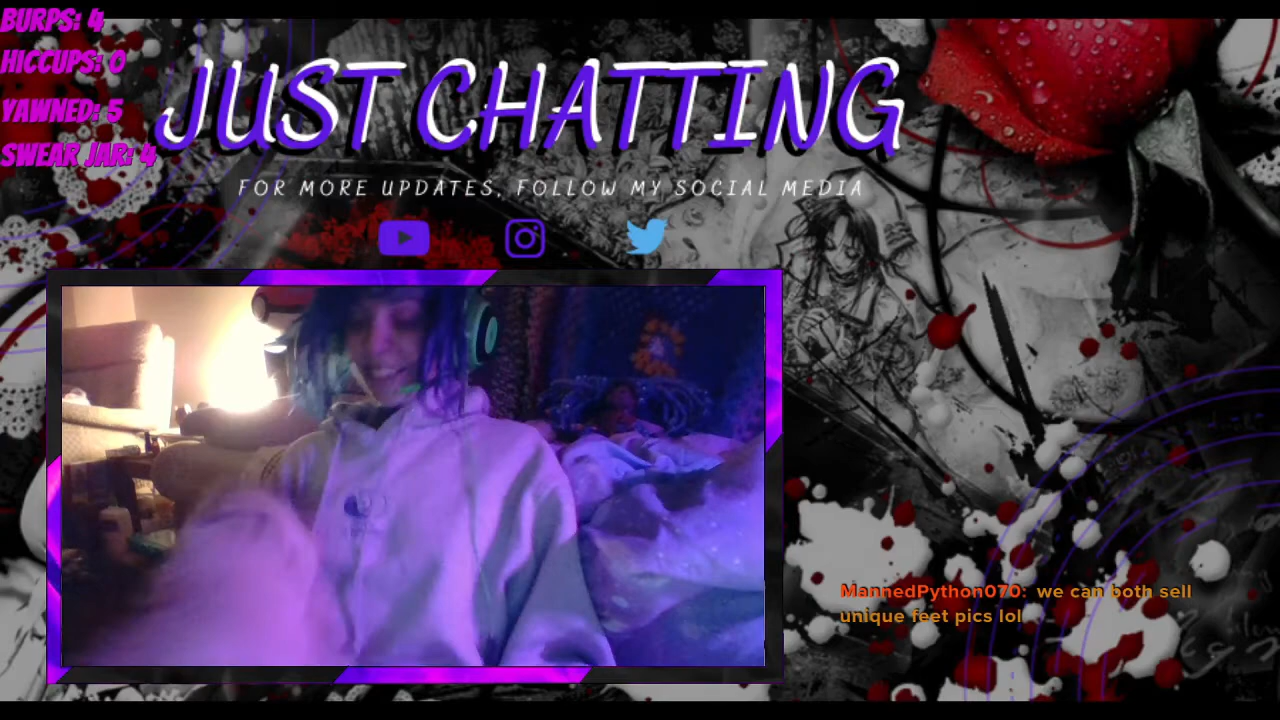 BURPS: 4
HICCUPS: 0
YAWNED: 5
SWEAR JAR: 4
JUST CHATTING
FOR MORE UPDATES, FOLLOW MY SOCIAL MEDIA
MannedPython070: we can both sell
unique feet pics lol